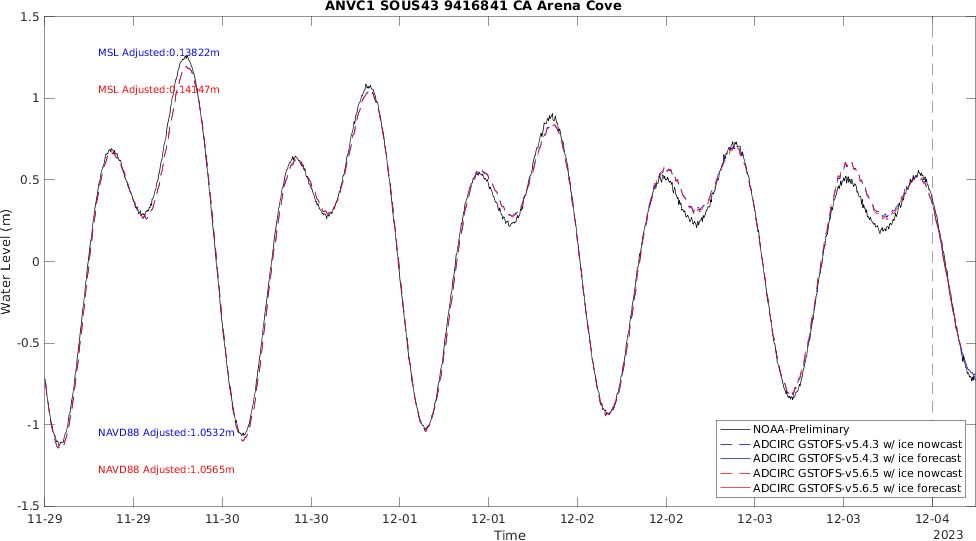 ANVC1 SOUS43 9416841 CA Arena Cove
1.5
1
0.5
0
-0.5
-1
-1.5
Water Level (m)
MSL Adjusted:0.13822m
MSL Adjusted:0.14147m
NAVD88 Adjusted:1.0532m
NAVD88 Adjusted:1.0565m
NOAA-Preliminary
ADCIRC GSTOFS-v5.4.3 w/ ice nowcast
ADCIRC GSTOFS-v5.4.3 w/ ice forecast
ADCIRC GSTOFS-v5.6.5 w/ ice nowcast
ADCIRC GSTOFS-v5.6.5 w/ ice forecast
11-29 11-29 11-30 11-30 12-01 12-01 12-02 12-02 12-03 12-03 12-04
Time
2023